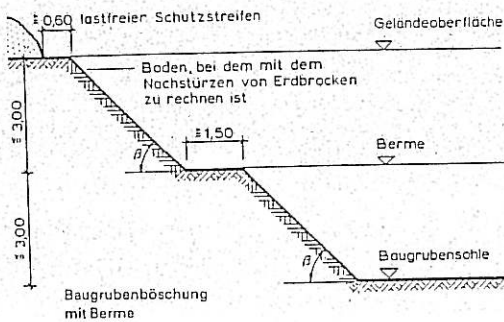 ≧ 0,60 lastfreier Schutzstreifen
Geländeoberfläche
Boden, bei dem mit dem
Nachstürzen von Erdbrocken
zu rechnen ist
≦ 3,00
β
≧ 1,50
Berme
≦ 3,00
β
Baugrubensohle
Baugrubenböschung
mit Berme